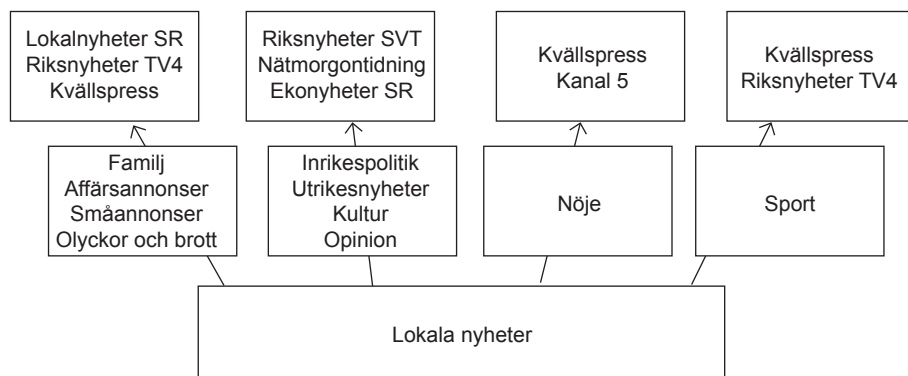 Lokalnyheter SR
Riksnyheter TV4
Kvällspress
Riksnyheter SVT
Nätmorgontidning
Ekonyheter SR
Kvällspress
Kanal 5
Kvällspress
Riksnyheter TV4
Familj
Affärsannonser
Småannonser
Olyckor och brott
Inrikespolitik
Utrikesnyheter
Kultur
Opinion
Nöje
Sport
Lokala nyheter